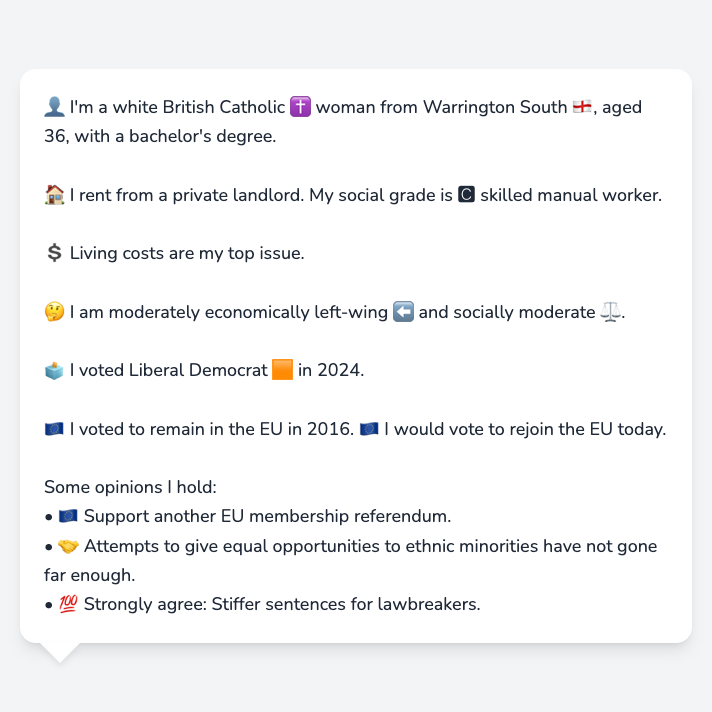 👤 I'm a white British Catholic ✝️ woman from Warrington South 🏴󠁧󠁢󠁥󠁮󠁧󠁿, aged
36, with a bachelor's degree.
🏠 I rent from a private landlord. My social grade is 🅲 skilled manual worker.
💲 Living costs are my top issue.
🤔 I am moderately economically left-wing ⬅️ and socially moderate ⚖️.
🗳️ I voted Liberal Democrat 🟧 in 2024.
🇪🇺 I voted to remain in the EU in 2016. 🇪🇺 I would vote to rejoin the EU today.
Some opinions I hold:
• 🇪🇺 Support another EU membership referendum.
• 🤝 Attempts to give equal opportunities to ethnic minorities have not gone
far enough.
• 💯 Strongly agree: Stiffer sentences for lawbreakers.